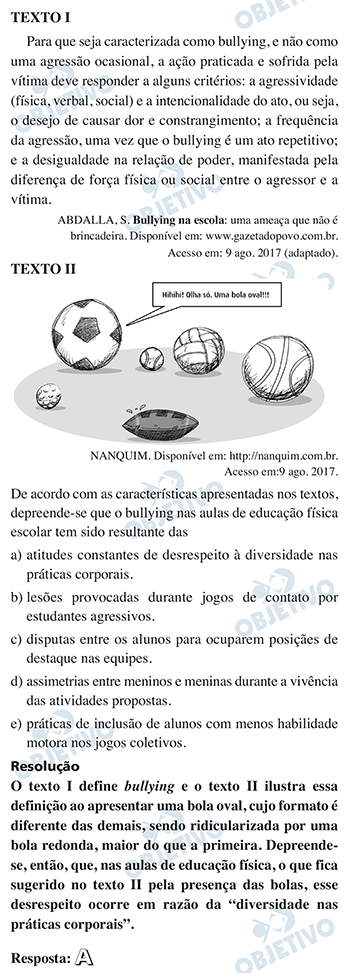 TEXTO I
Para que seja caracterizada como bullying, e não como
uma agressão ocasional, a ação praticada e sofrida pela
vítima deve responder a alguns critérios: a agressividade
(física, verbal, social) e a intencionalidade do ato, ou seja,
o desejo de causar dor e constrangimento; a frequência
da agressão, uma vez que o bullying é um ato repetitivo;
e a desigualdade na relação de poder, manifestada pela
diferença de força física ou social entre o agressor e a
vítima.
ABDALLA, S. Bullying na escola: uma ameaça que não é
brincadeira. Disponível em: www.gazetadopovo.com.br.
Acesso em: 9 ago. 2017 (adaptado).
TEXTO II
Hihihi! Olha só. Uma bola oval!!!
NANQUIM. Disponível em: http://nanquim.com.br.
Acesso em:9 ago. 2017.
De acordo com as características apresentadas nos textos,
depreende-se que o bullying nas aulas de educação física
escolar tem sido resultante das
a) atitudes constantes de desrespeito à diversidade nas
práticas corporais.
b) lesões provocadas durante jogos de contato por
estudantes agressivos.
c) disputas entre os alunos para ocuparem posições de
destaque nas equipes.
d) assimetrias entre meninos e meninas durante a vivência
das atividades propostas.
e) práticas de inclusão de alunos com menos habilidade
motora nos jogos coletivos.
Resolução
O texto I define bullying e o texto II ilustra essa
definição ao apresentar uma bola oval, cujo formato é
diferente das demais, sendo ridicularizada por uma
bola redonda, maior do que a primeira. Depreende-
se, então, que, nas aulas de educação física, o que fica
sugerido no texto II pela presença das bolas, esse
desrespeito ocorre em razão da “diversidade nas
práticas corporais”.
Resposta: A
OBJETIVO